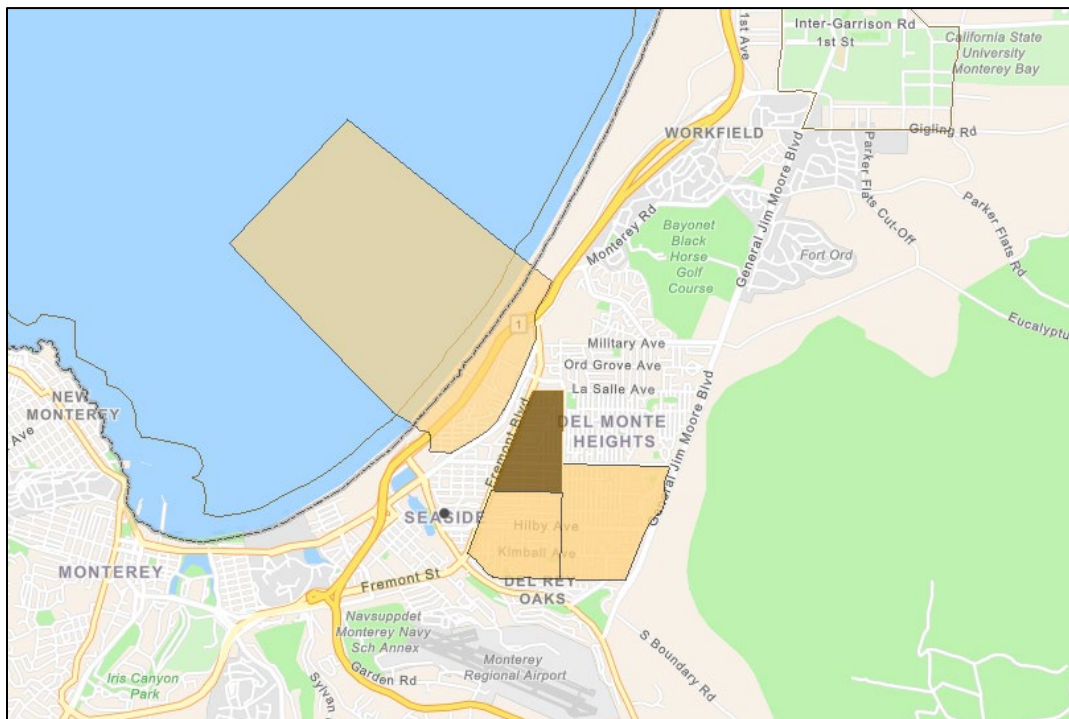 1st Ave
Inter-Garrison Rd
1st St
California State
University
Monterey Bay
WORKFIELD
Gigling Rd
General Jim Moore Blvd
Parker Flats Cut-Off
Parker Flats Rd
Monterey Rd
Bayonet
Black
Horse
Golf
Course
Fort Ord
Eucalyptu
1
Military Ave
Ord Grove Ave
La Salle Ave
NEW
MONTEREY
Ave
Fremont Blvd
DEL MONTE
HEIGHTS
General Jim Moore Blvd
SEASIDE
Hilby Ave
Kimball Ave
MONTEREY
Fremont St
DEL REY
OAKS
Navsuppdet
Monterey Navy
Sch Annex
Monterey
Regional Airport
S Boundary Rd
Garden Rd
Iris Canyon
Park
Sylvan